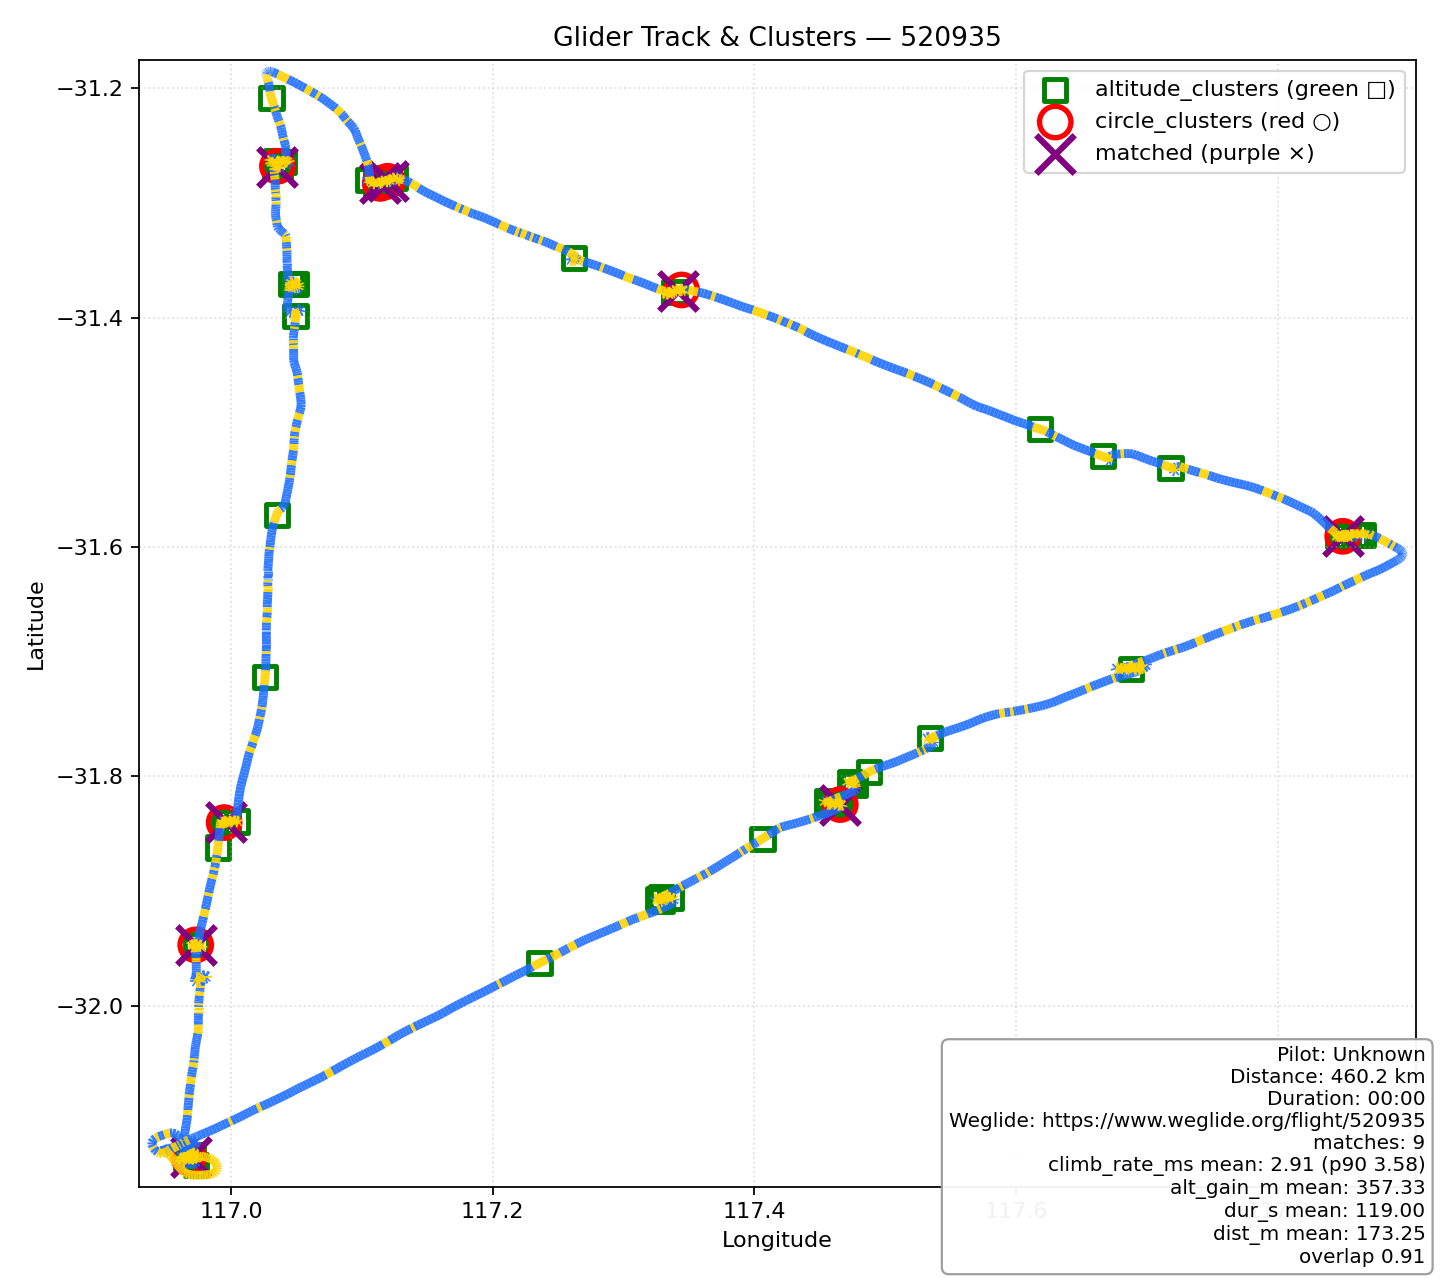 Glider Track & Clusters — 520935
altitude_clusters (green □)
circle_clusters (red ○)
matched (purple ×)
−31.2
−31.4
−31.6
−31.8
−32.0
Latitude
117.0
117.2
117.4
117.6
Longitude
Pilot: Unknown
Distance: 460.2 km
Duration: 00:00
Weglide: https://www.weglide.org/flight/520935
matches: 9
climb_rate_ms mean: 2.91 (p90 3.58)
alt_gain_m mean: 357.33
dur_s mean: 119.00
dist_m mean: 173.25
overlap 0.91